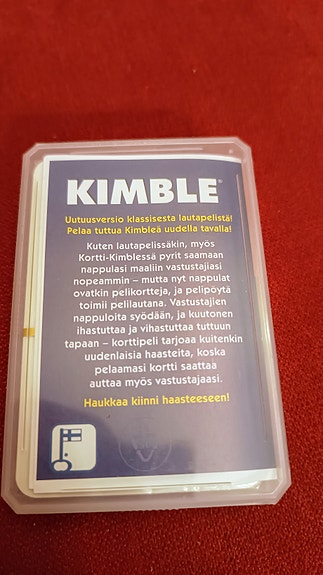 KIMBLE®
Uutuusversio klassisesta lautapelistä!
Pelaa tuttua Kimbleä uudella tavalla!
Kuten lautapelissäkin, myös
Kortti-Kimblessä pyrit saamaan
nappulasi maaliin vastustajiasi
nopeammin – mutta nyt nappulat
ovatkin pelikortteja, ja pelipöytä
toimii pelilautana. Vastustajien
nappuloita syödään, ja kuutonen
ihastuttaa ja vihastuttaa tuttuun
tapaan – korttipeli tarjoaa kuitenkin
uudenlaisia haasteita, koska
pelaamasi kortti saattaa
auttaa myös vastustajaasi.
Haukkaa kiinni haasteeseen!